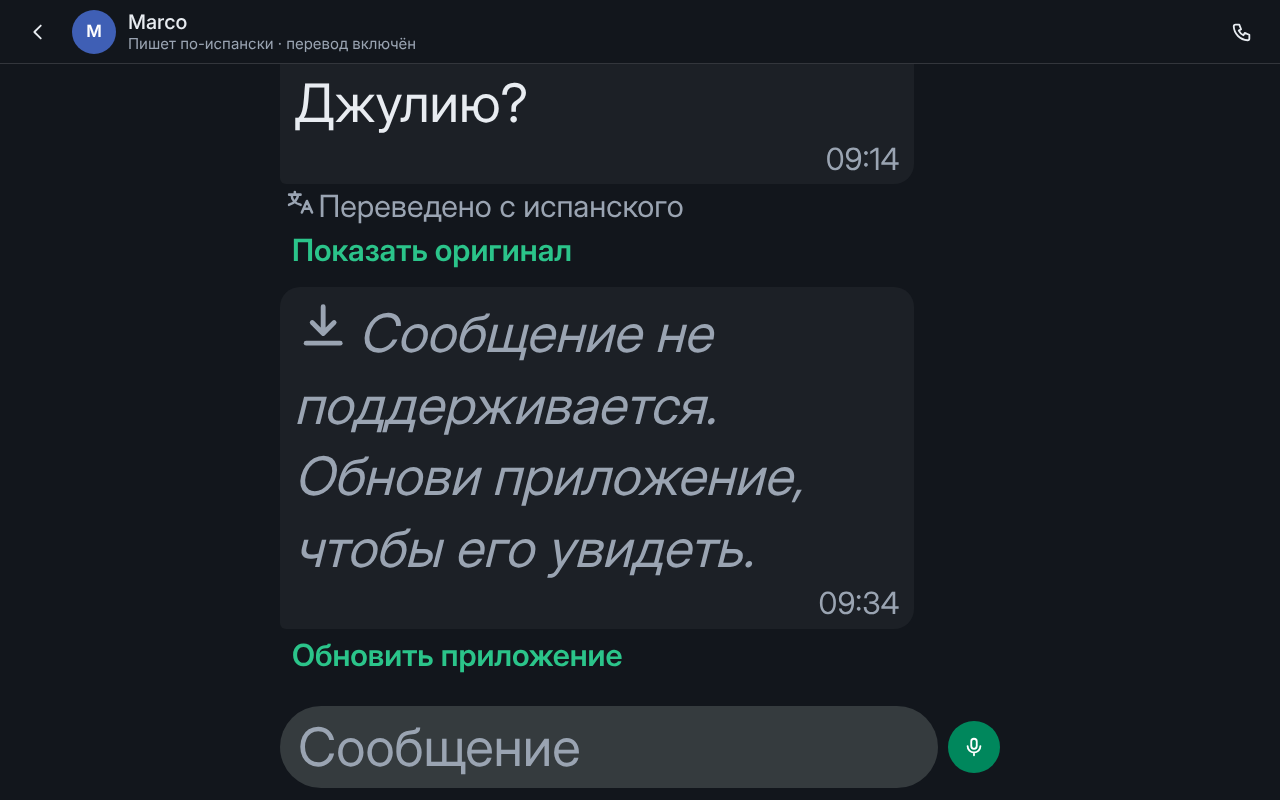 M
Marco
Пишет по-испански · перевод включён
Джулию?
09:14
Переведено с испанского
Показать оригинал
Сообщение не
поддерживается.
Обнови приложение,
чтобы его увидеть.
09:34
Обновить приложение
Сообщение